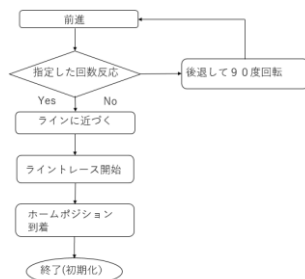 前進
指定した回数反応
後退して９０度回転
Yes
No
ラインに近づく
ライントレース開始
ホームポジション
到着
終了(初期化)